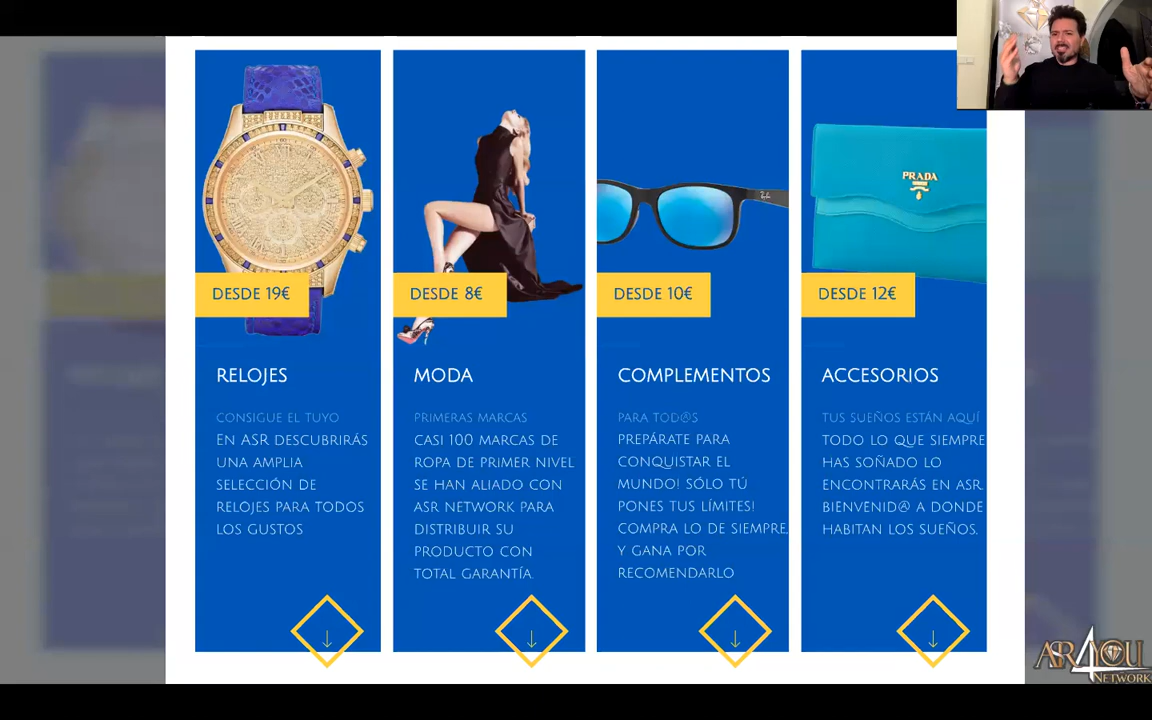 PRADA
Ray-Ban
DESDE 19€
DESDE 8€
DESDE 10€
DESDE 12€
RELOJES
CONSIGUE EL TUYO
EN ASR DESCUBRIRÁS
UNA AMPLIA
SELECCIÓN DE
RELOJES PARA TODOS
LOS GUSTOS
MODA
PRIMERAS MARCAS
CASI 100 MARCAS DE
ROPA DE PRIMER NIVEL
SE HAN ALIADO CON
ASR NETWORK PARA
DISTRIBUIR SU
PRODUCTO CON
TOTAL GARANTÍA.
COMPLEMENTOS
PARA TOD@S
PREPÁRATE PARA
CONQUISTAR EL
MUNDO! SÓLO TÚ
PONES TUS LÍMITES!
COMPRA LO DE SIEMPRE,
Y GANA POR
RECOMENDARLO
ACCESORIOS
TUS SUEÑOS ESTÁN AQUÍ
TODO LO QUE SIEMPRE
HAS SOÑADO LO
ENCONTRARÁS EN ASR.
BIENVENID@ A DONDE
HABITAN LOS SUEÑOS.
ASR4YOU
NETWORK